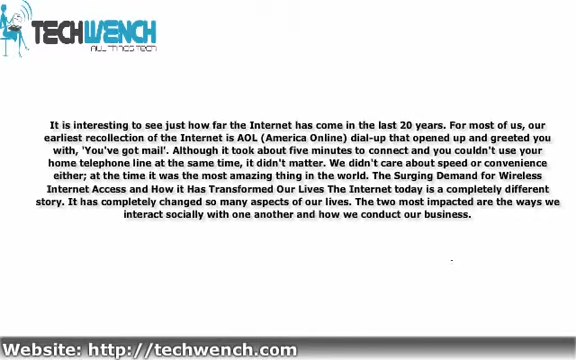 TECHWENCH
ALL THINGS TECH
It is interesting to see just how far the Internet has come in the last 20 years. For most of us, our
earliest recollection of the Internet is AOL (America Online) dial-up that opened up and greeted you
with, 'You've got mail'. Although it took about five minutes to connect and you couldn't use your
home telephone line at the same time, it didn't matter. We didn't care about speed or convenience
either; at the time it was the most amazing thing in the world. The Surging Demand for Wireless
Internet Access and How it Has Transformed Our Lives The Internet today is a completely different
story. It has completely changed so many aspects of our lives. The two most impacted are the ways we
interact socially with one another and how we conduct our business.
Website: http://techwench.com